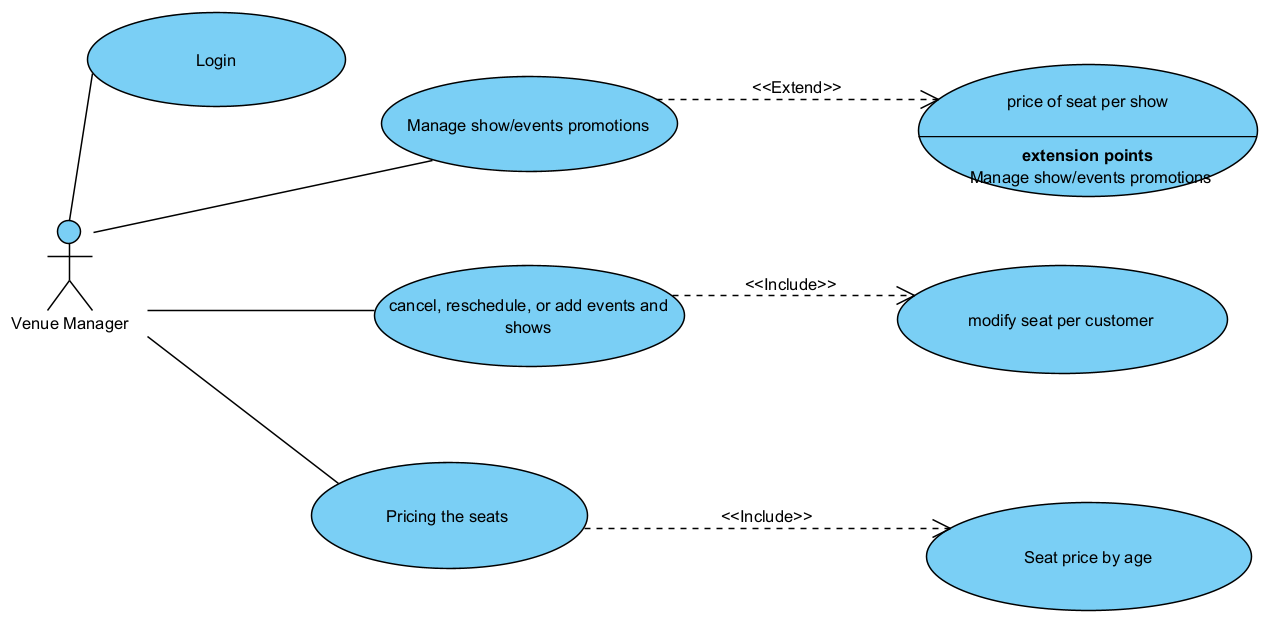 Login
<<Extend>>
price of seat per show
Manage show/events promotions
extension points
Manage show/events promotions
<<Include>>
cancel, reschedule, or add events and
shows
modify seat per customer
Venue Manager
Pricing the seats
<<Include>>
Seat price by age